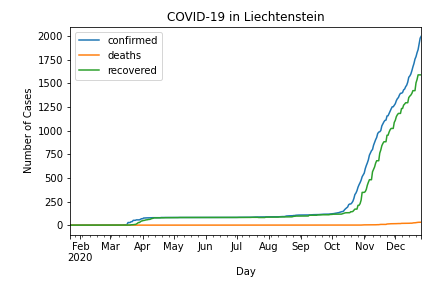 COVID-19 in Liechtenstein
confirmed
deaths
recovered
Number of Cases
2000
1750
1500
1250
1000
750
500
250
0
Feb Mar Apr May Jun Jul Aug Sep Oct Nov Dec
2020
Day